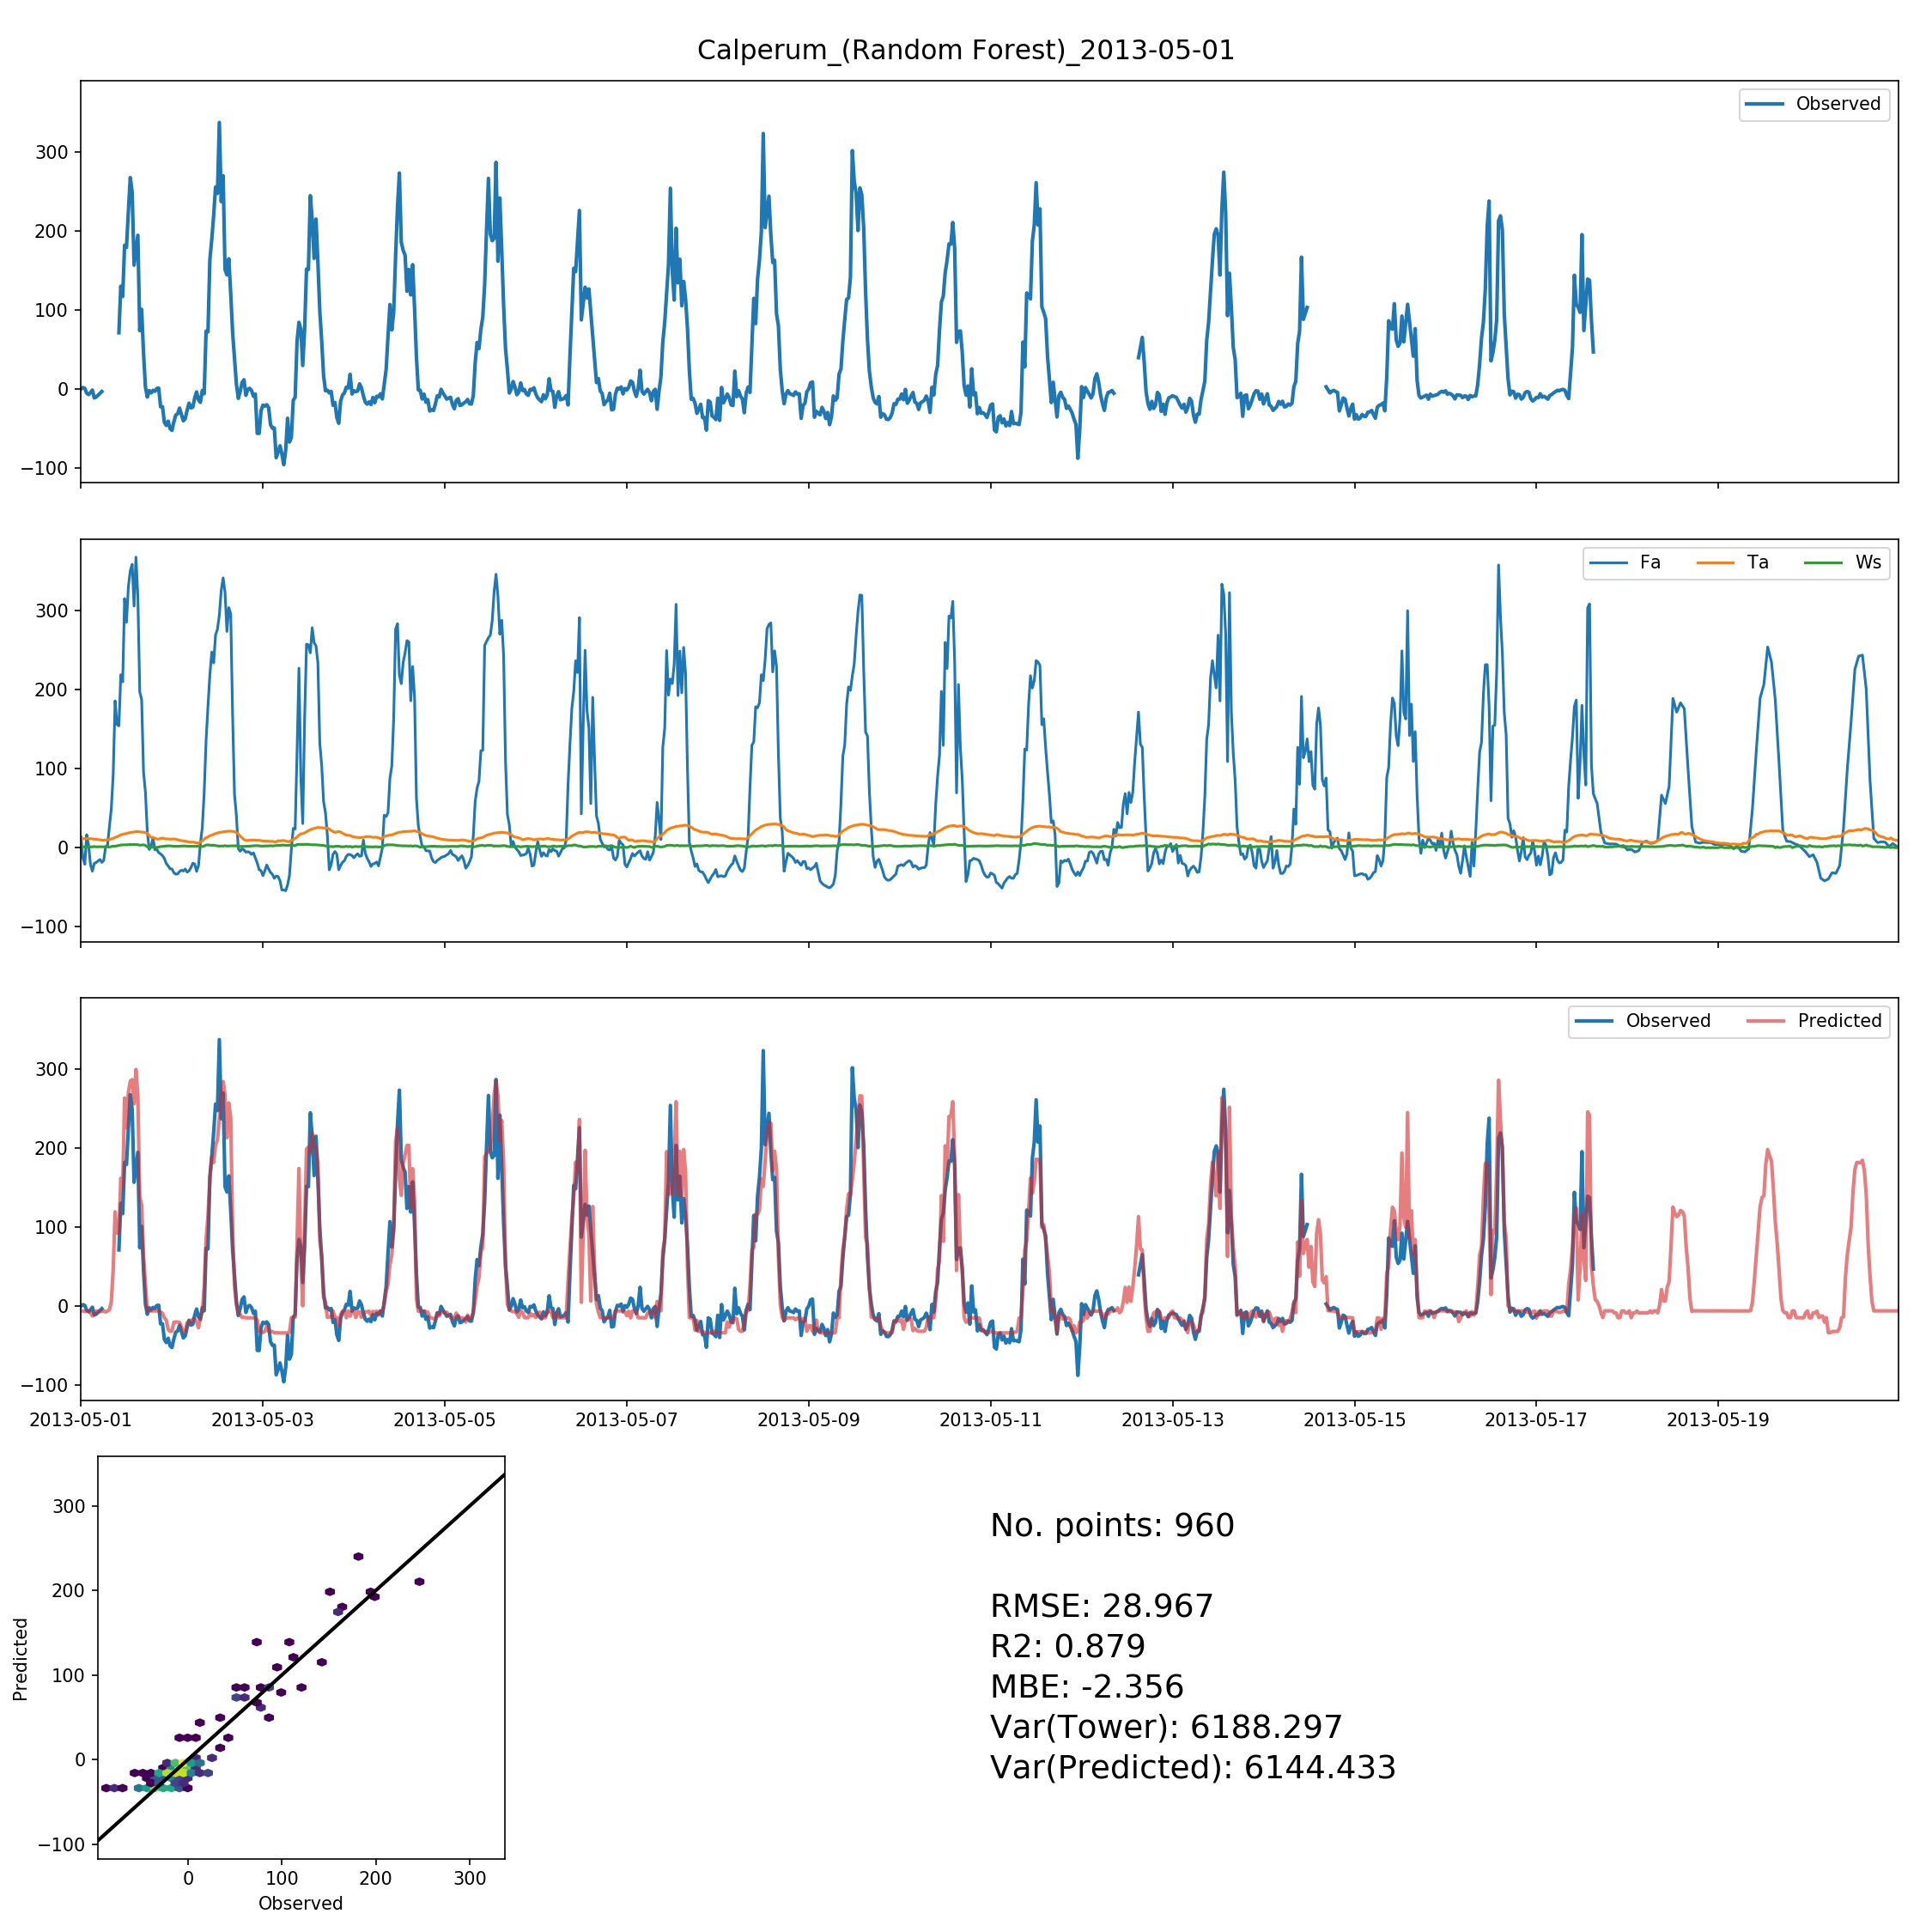 Calperum_(Random Forest)_2013-05-01
Observed
300
200
100
0
−100
Fa Ta Ws
300
200
100
0
−100
Observed Predicted
300
200
100
0
−100
2013-05-01 2013-05-03 2013-05-05 2013-05-07 2013-05-09 2013-05-11 2013-05-13 2013-05-15 2013-05-17 2013-05-19
300
200
100
0
−100
Predicted
0 100 200 300
Observed
No. points: 960
RMSE: 28.967
R2: 0.879
MBE: -2.356
Var(Tower): 6188.297
Var(Predicted): 6144.433